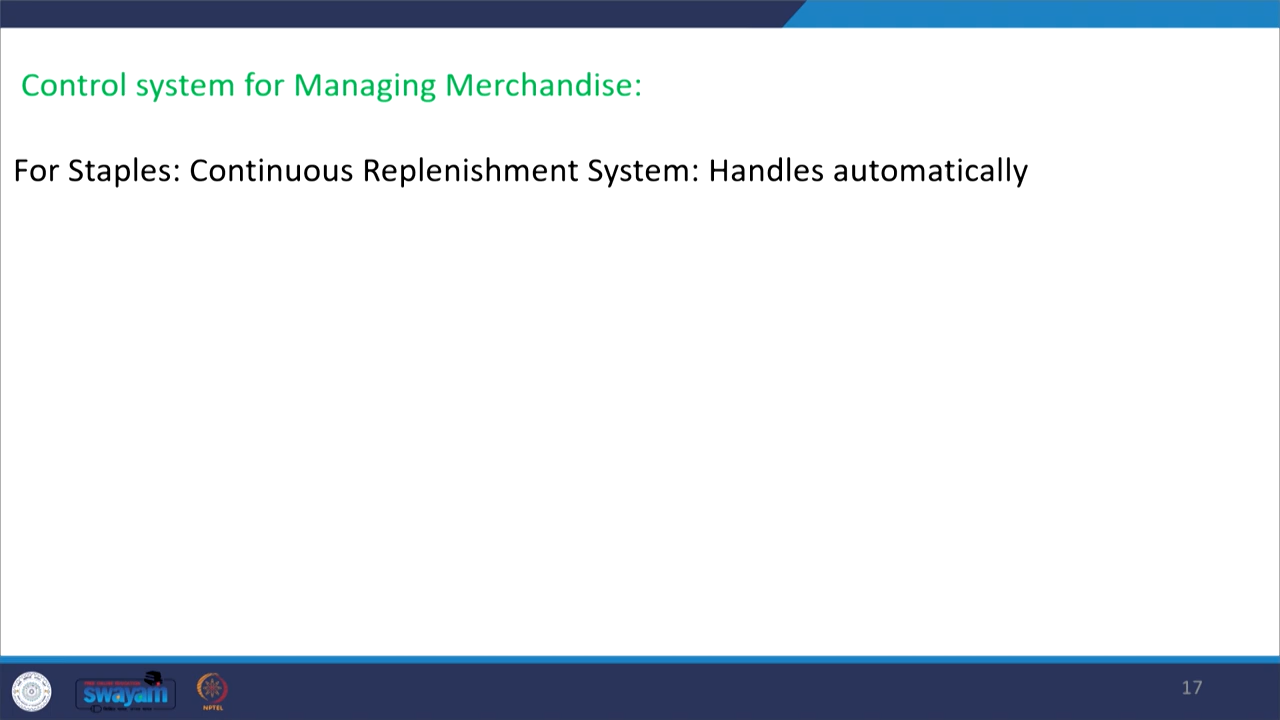 Control system for Managing Merchandise:
For Staples: Continuous Replenishment System: Handles automatically
swayam
NPTEL
17